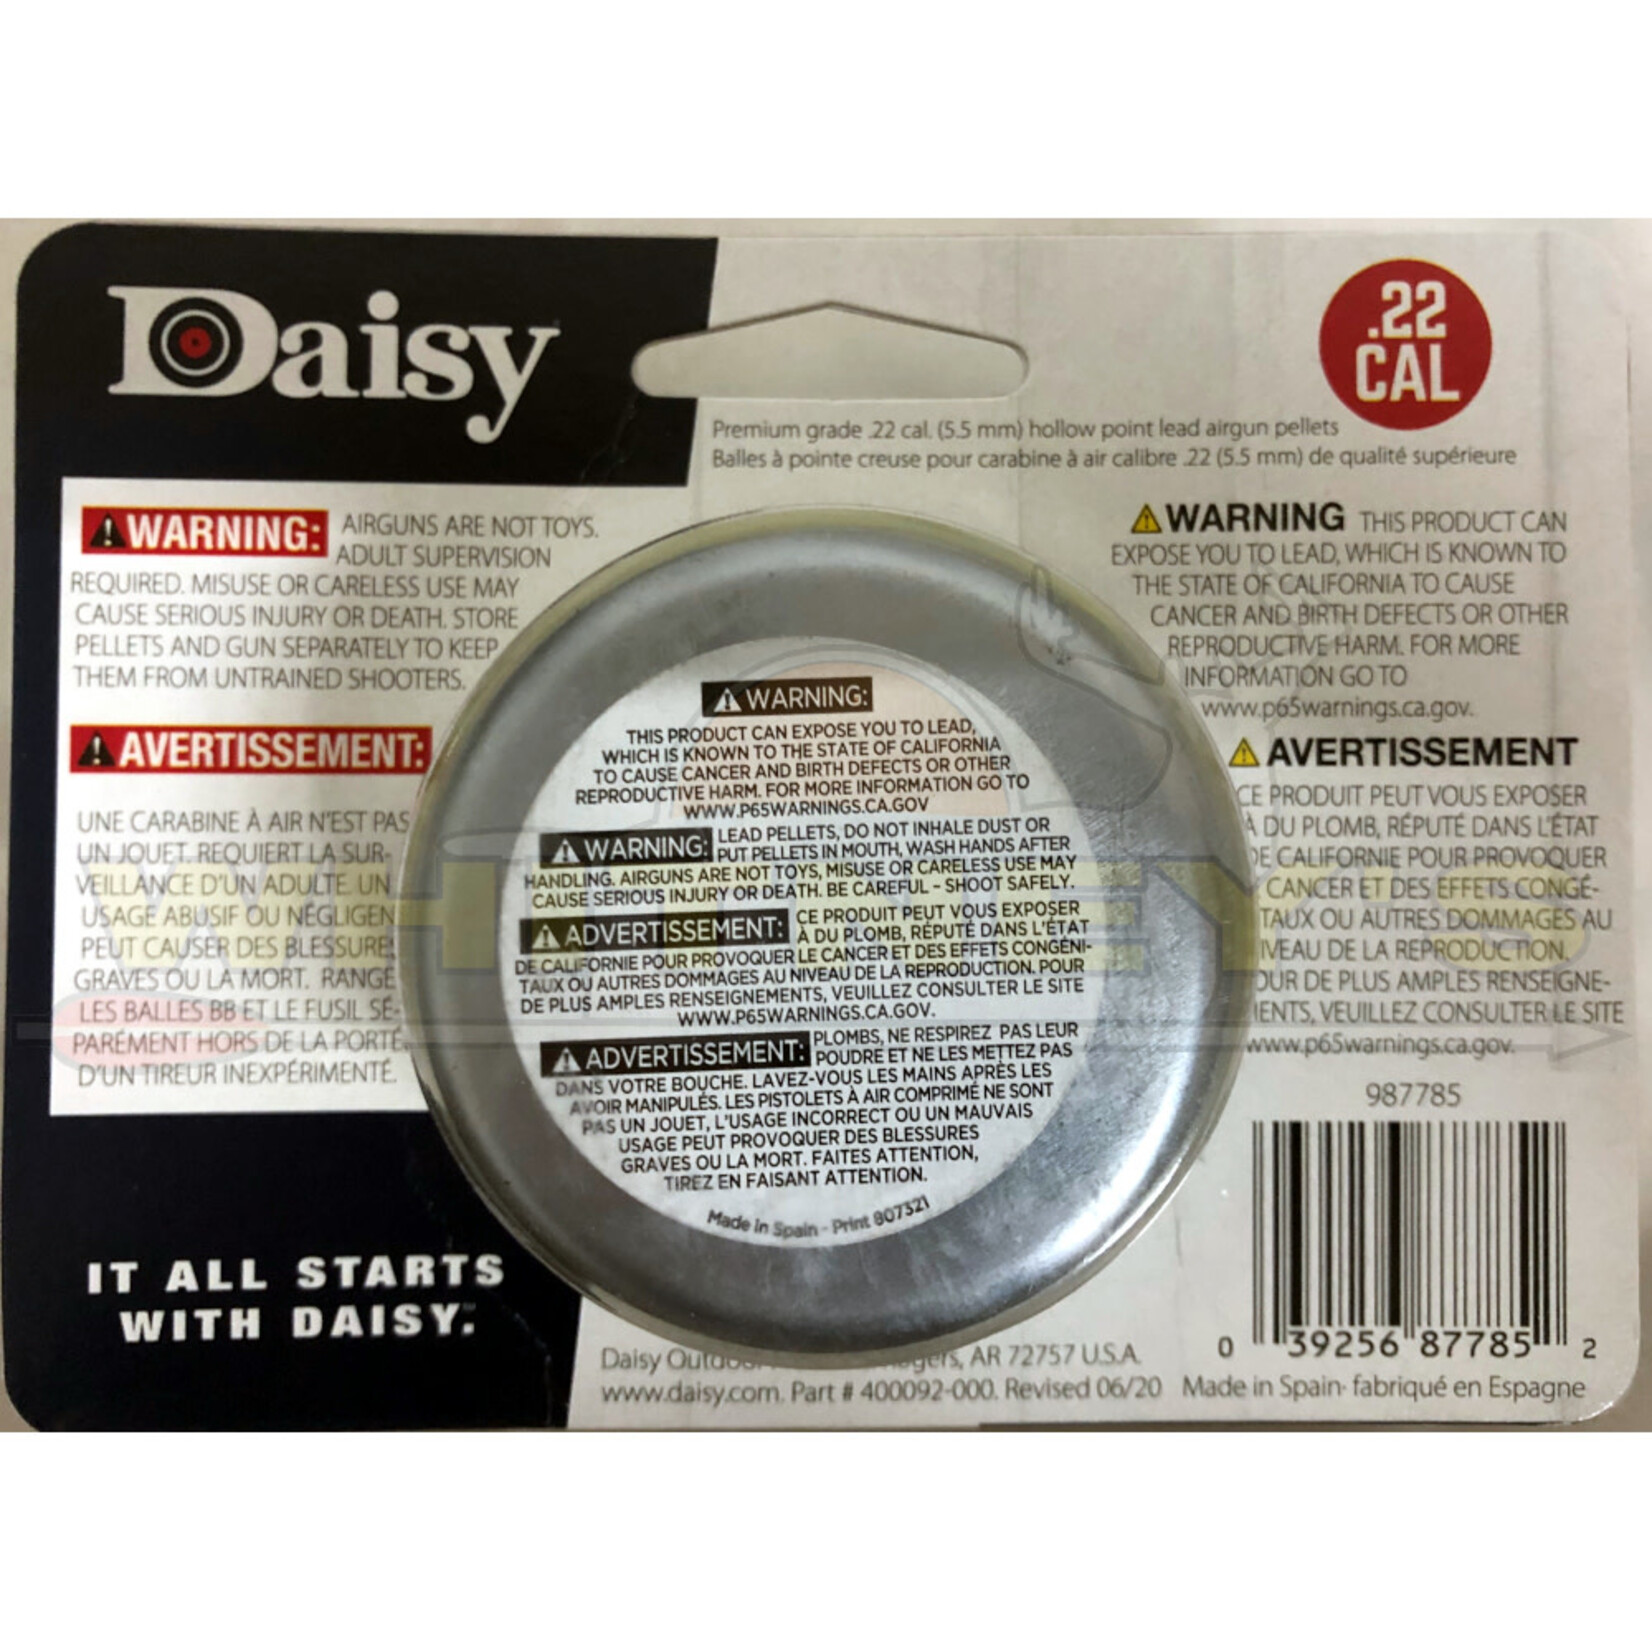 Daisy
.22
CAL
Premium grade .22 cal. (5.5 mm) hollow point lead airgun pellets
Balles à pointe creuse pour carabine à air calibre .22 (5.5 mm) de qualité supérieure
WARNING: AIRGUNS ARE NOT TOYS.
ADULT SUPERVISION
REQUIRED. MISUSE OR CARELESS USE MAY
CAUSE SERIOUS INJURY OR DEATH. STORE
PELLETS AND GUN SEPARATELY TO KEEP
THEM FROM UNTRAINED SHOOTERS.
AVERTISSEMENT:
UNE CARABINE À AIR N'EST PAS
UN JOUET. REQUIERT LA SUR-
VEILLANCE D'UN ADULTE. UN
USAGE ABUSIF OU NÉGLIGEN
PEUT CAUSER DES BLESSURE
GRAVES OU LA MORT. RANGE
LES BALLES BB ET LE FUSIL SÉ-
PARÉMENT HORS DE LA PORTÉ
D'UN TIREUR INEXPÉRIMENTÉ.
IT ALL STARTS
WITH DAISY.
WARNING:
THIS PRODUCT CAN EXPOSE YOU TO LEAD,
WHICH IS KNOWN TO THE STATE OF CALIFORNIA
TO CAUSE CANCER AND BIRTH DEFECTS OR OTHER
REPRODUCTIVE HARM. FOR MORE INFORMATION GO TO
WWW.P65WARNINGS.CA.GOV
WARNING: LEAD PELLETS, DO NOT INHALE DUST OR
PUT PELLETS IN MOUTH, WASH HANDS AFTER
HANDLING. AIRGUNS ARE NOT TOYS, MISUSE OR CARELESS USE MAY
CAUSE SERIOUS INJURY OR DEATH. BE CAREFUL - SHOOT SAFELY.
ADVERTISSEMENT: CE PRODUIT PEUT VOUS EXPOSER
À DU PLOMB, RÉPUTÉ DANS L'ÉTAT
DE CALIFORNIE POUR PROVOQUER LE CANCER ET DES EFFETS CONGÉNI-
TAUX OU AUTRES DOMMAGES AU NIVEAU DE LA REPRODUCTION. POUR
DE PLUS AMPLES RENSEIGNEMENTS, VEUILLEZ CONSULTER LE SITE
WWW.P65WARNINGS.CA.GOV.
ADVERTISSEMENT: PLOMBS, NE RESPIREZ PAS LEUR
POUDRE ET NE LES METTEZ PAS
DANS VOTRE BOUCHE. LAVEZ-VOUS LES MAINS APRÉS LES
AVOIR MANIPULÉS. LES PISTOLETS À AIR COMPRIMÉ NE SONT
PAS UN JOUET, L'USAGE INCORRECT OU UN MAUVAIS
USAGE PEUT PROVOQUER DES BLESSURES
GRAVES OU LA MORT. FAITES ATTENTION,
TIREZ EN FAISANT ATTENTION.
Made in Spain - Print 807321
WARNING THIS PRODUCT CAN
EXPOSE YOU TO LEAD, WHICH IS KNOWN TO
THE STATE OF CALIFORNIA TO CAUSE
CANCER AND BIRTH DEFECTS OR OTHER
REPRODUCTIVE HARM. FOR MORE
INFORMATION GO TO
www.p65warnings.ca.gov.
AVERTISSEMENT
CE PRODUIT PEUT VOUS EXPOSER
À DU PLOMB, RÉPUTÉ DANS L'ÉTAT
DE CALIFORNIE POUR PROVOQUER
CANCER ET DES EFFETS CONGÉ-
TAUX OU AUTRES DOMMAGES AU
IVEAU DE LA REPRODUCTION.
OUR DE PLUS AMPLES RENSEIGNE-
IENTS, VEUILLEZ CONSULTER LE SITE
www.p65warnings.ca.gov.
987785
0 39256 87785 2
Daisy Outdoo gers, AR 72757 U.S.A.
www.daisy.com. Part # 400092-000. Revised 06/20 Made in Spain· fabriqué en Espagne